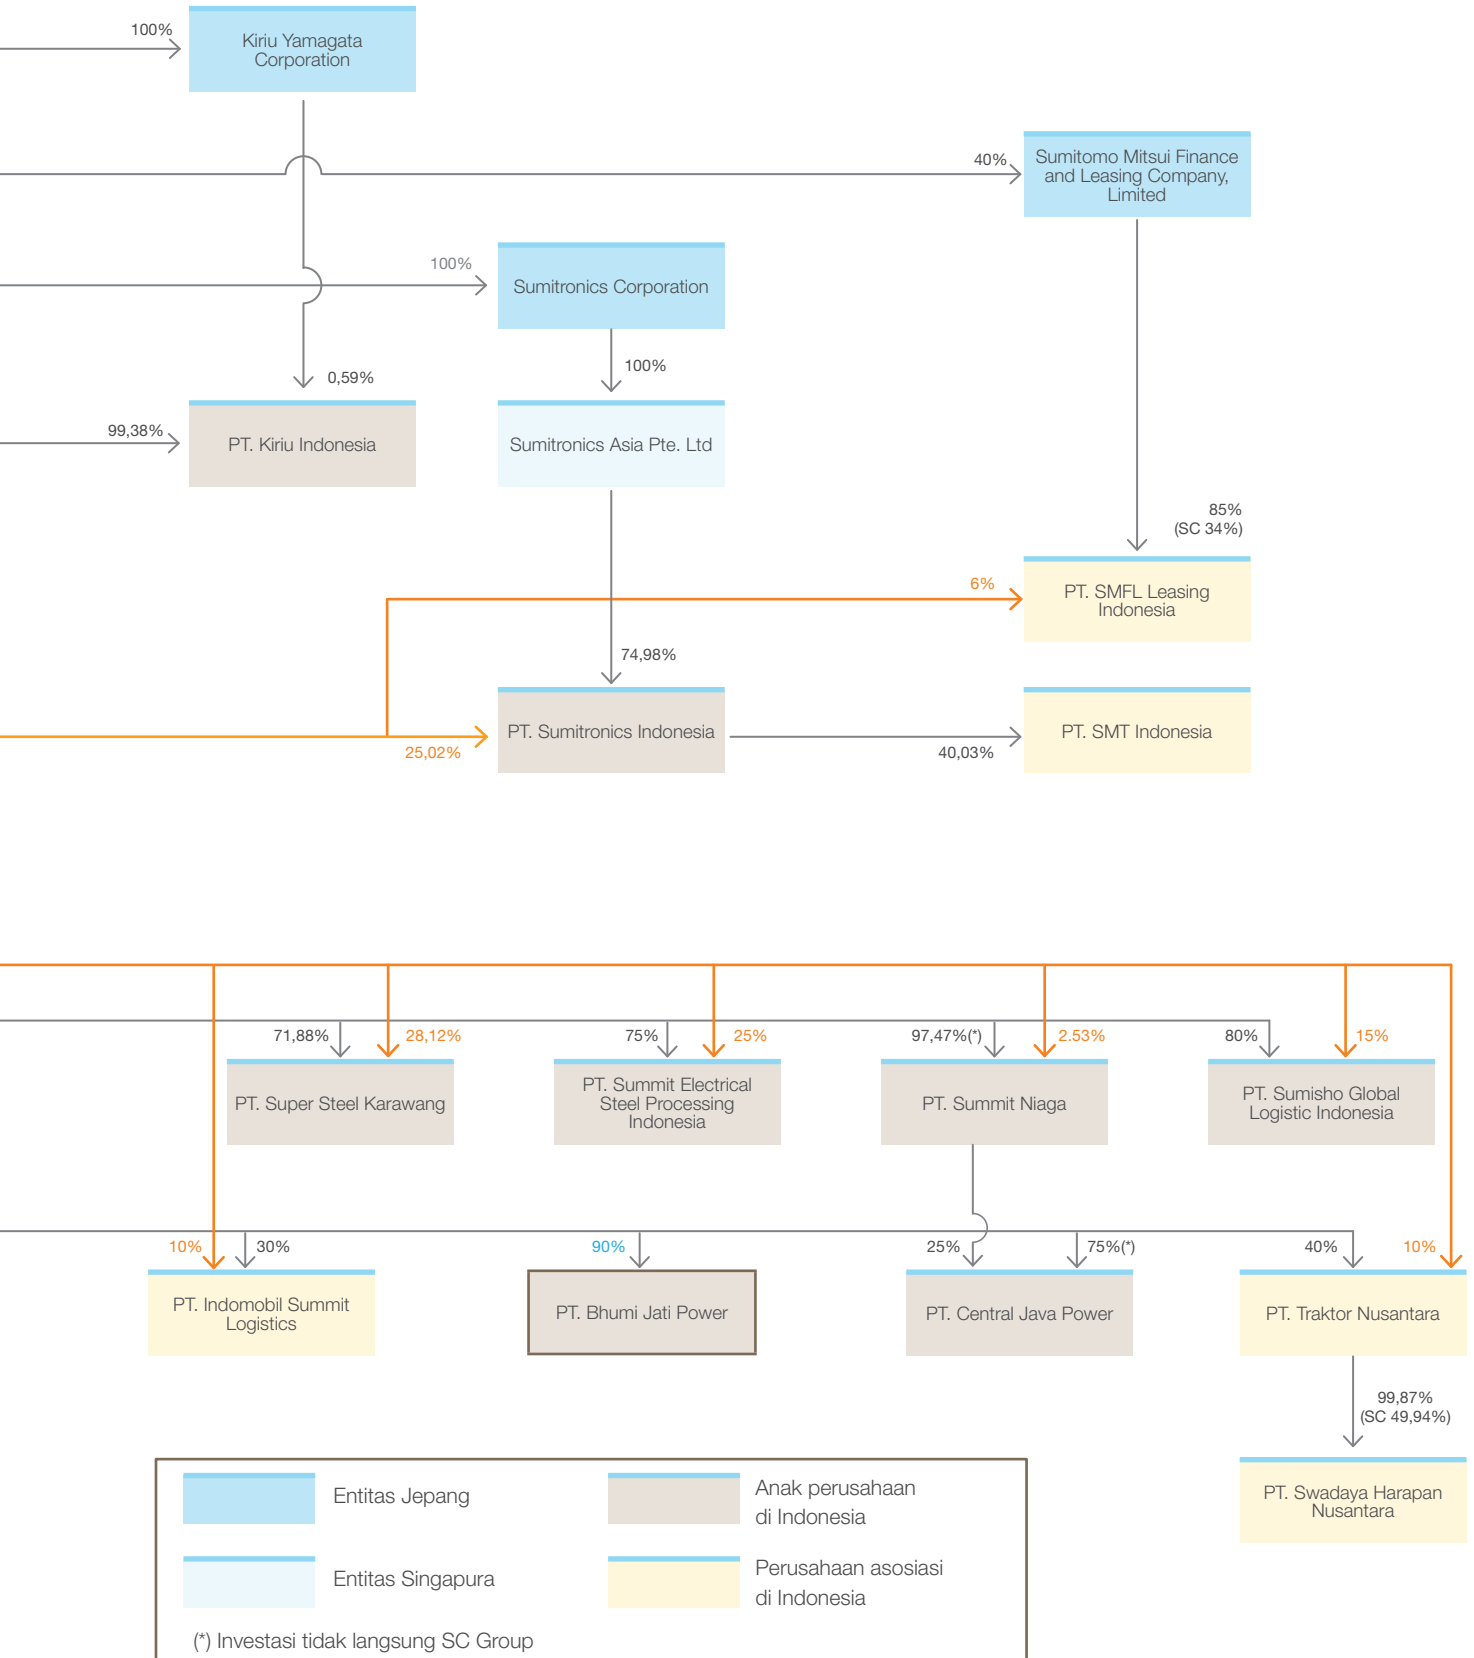 100%
Kiriu Yamagata
Corporation
40%
Sumitomo Mitsui Finance
and Leasing Company,
Limited
100%
Sumitronics Corporation
100%
0,59%
99,38%
PT. Kiriu Indonesia
Sumitronics Asia Pte. Ltd
85%
(SC 34%)
6%
PT. SMFL Leasing
Indonesia
74,98%
25,02%
PT. Sumitronics Indonesia
40,03%
PT. SMT Indonesia
71,88%
28,12%
75%
25%
97,47%(*)
2.53%
80%
15%
PT. Super Steel Karawang
PT. Summit Electrical
Steel Processing
Indonesia
PT. Summit Niaga
PT. Sumisho Global
Logistic Indonesia
10%
30%
90%
25%
75%(*)
40%
10%
PT. Indomobil Summit
Logistics
PT. Bhumi Jati Power
PT. Central Java Power
PT. Traktor Nusantara
99,87%
(SC 49,94%)
PT. Swadaya Harapan
Nusantara
Entitas Jepang
Anak perusahaan
di Indonesia
Entitas Singapura
Perusahaan asosiasi
di Indonesia
(*) Investasi tidak langsung SC Group